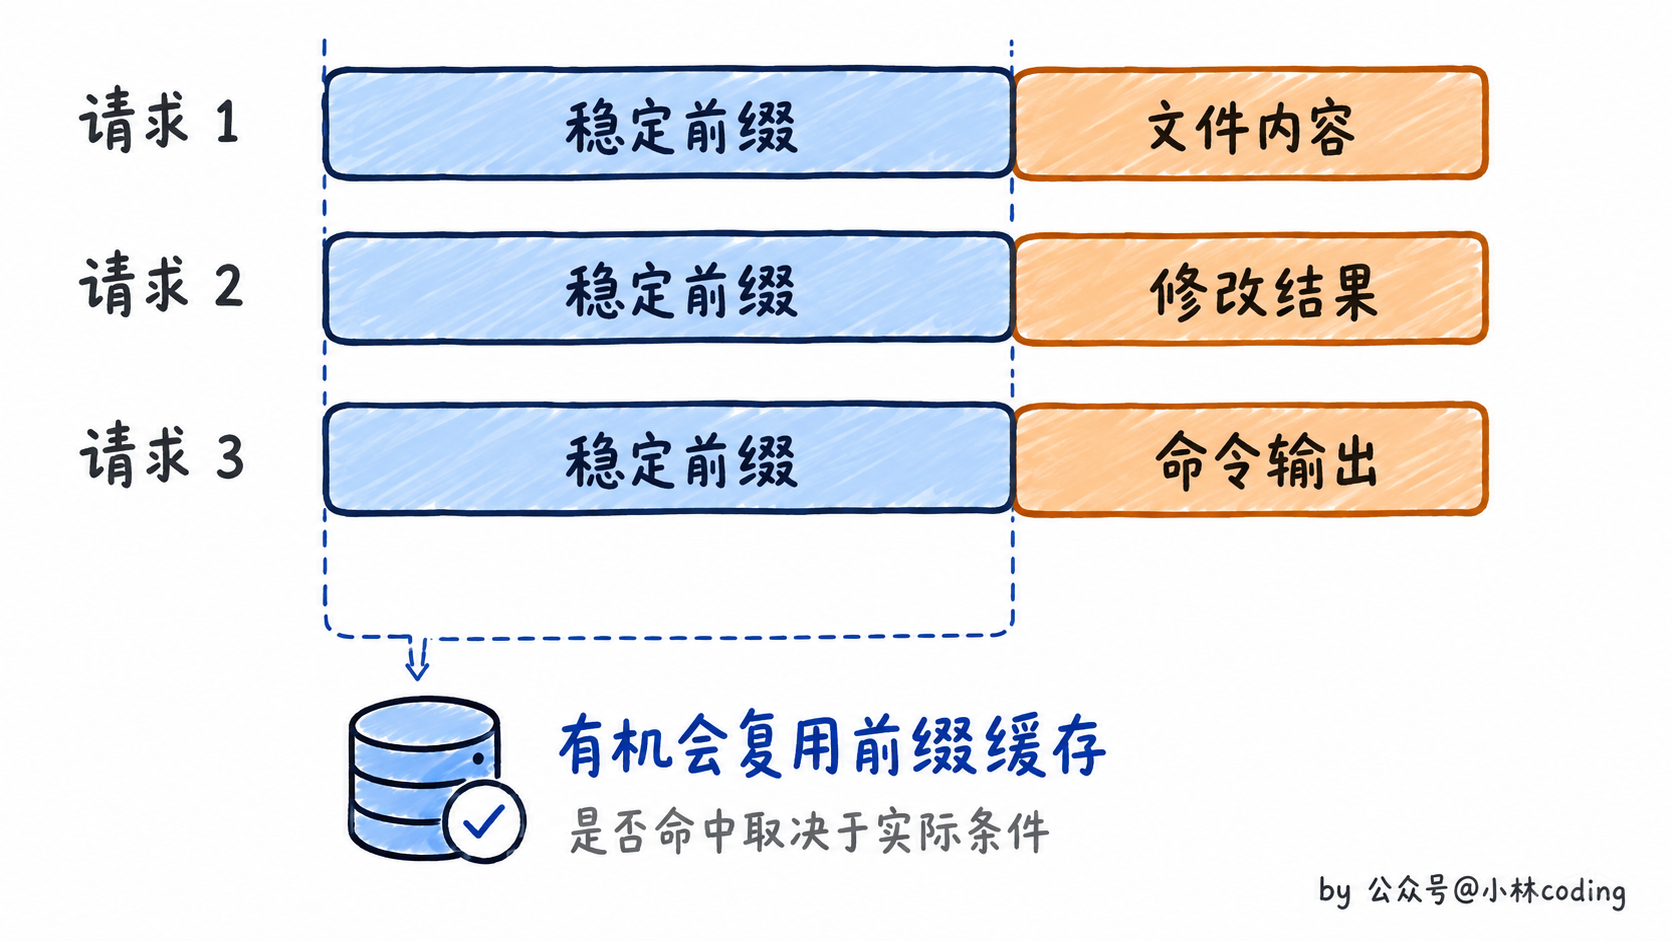 请求 1
稳定前缀
文件内容
请求 2
稳定前缀
修改结果
请求 3
稳定前缀
命令输出
有机会复用前缀缓存
是否命中取决于实际条件
by 公众号@小林coding